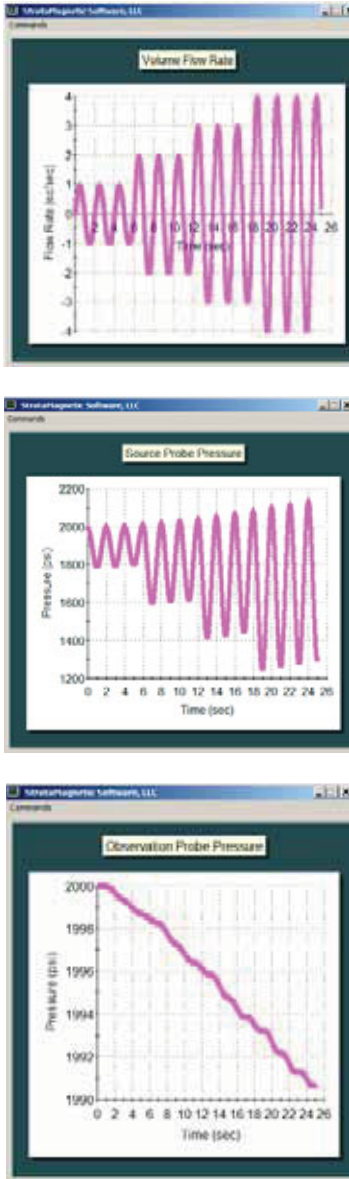 StrataMagnetic Software, LLC
Commands
Volume Flow Rate
Flow Rate (cc/sec)
4
3
2
1
0
-1
-2
-3
-4
2 4 6 8 10 12 14 16 18 20 22 24 26
Time (sec)
StrataMagnetic Software, LLC
Commands
Source Probe Pressure
Pressure (psi)
2200
2000
1800
1600
1400
1200
0 2 4 6 8 10 12 14 16 18 20 22 24 26
Time (sec)
StrataMagnetic Software, LLC
Commands
Observation Probe Pressure
Pressure (psi)
2000
1998
1996
1994
1992
1990
0 2 4 6 8 10 12 14 16 18 20 22 24 26
Time (sec)